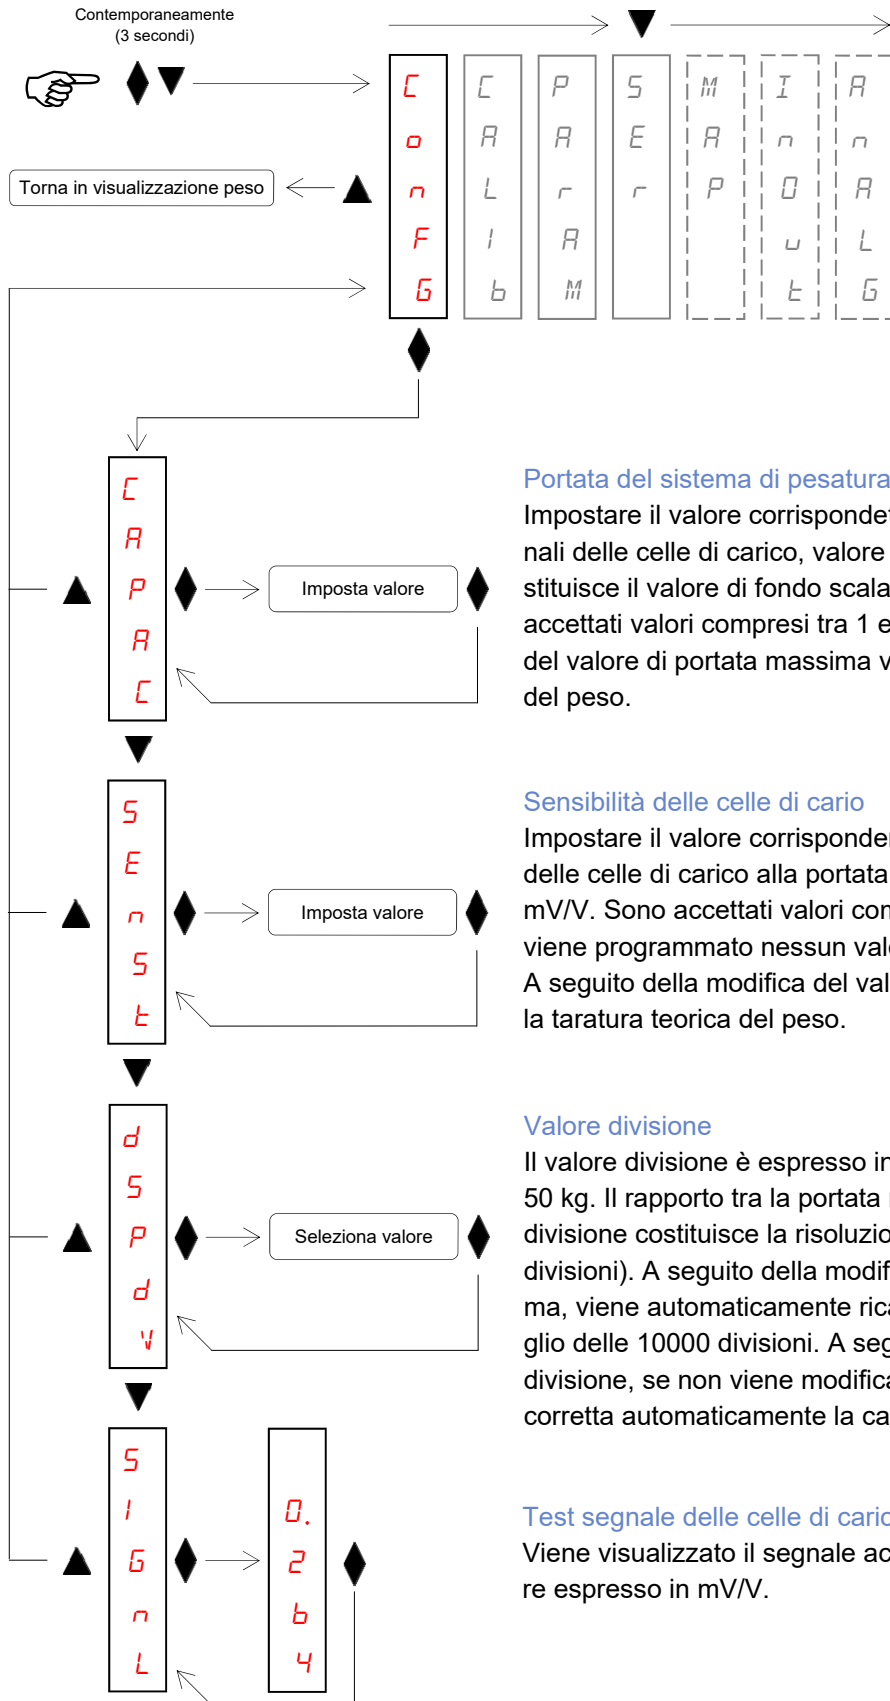 Contemporaneamente
(3 secondi)
ConFG
CALIb
PArAM
SEr
MAP
InOut
AnALG
Torna in visualizzazione peso
CAPAC
Imposta valore
Portata del sistema di pesatura
Impostare il valore corrispondet
nali delle celle di carico, valore
stituisce il valore di fondo scala
accettati valori compresi tra 1 e
del valore di portata massima v
del peso.
SEnSt
Imposta valore
Sensibilità delle celle di cario
Impostare il valore corrisponde
delle celle di carico alla portata
mV/V. Sono accettati valori com
viene programmato nessun valo
A seguito della modifica del val
la taratura teorica del peso.
dSPdV
Seleziona valore
Valore divisione
Il valore divisione è espresso in
50 kg. Il rapporto tra la portata
divisione costituisce la risoluzio
divisioni). A seguito della modif
ma, viene automaticamente rica
glio delle 10000 divisioni. A seg
divisione, se non viene modifica
corretta automaticamente la ca
SIGnL
0.2b4
Test segnale delle celle di caric
Viene visualizzato il segnale ac
re espresso in mV/V.